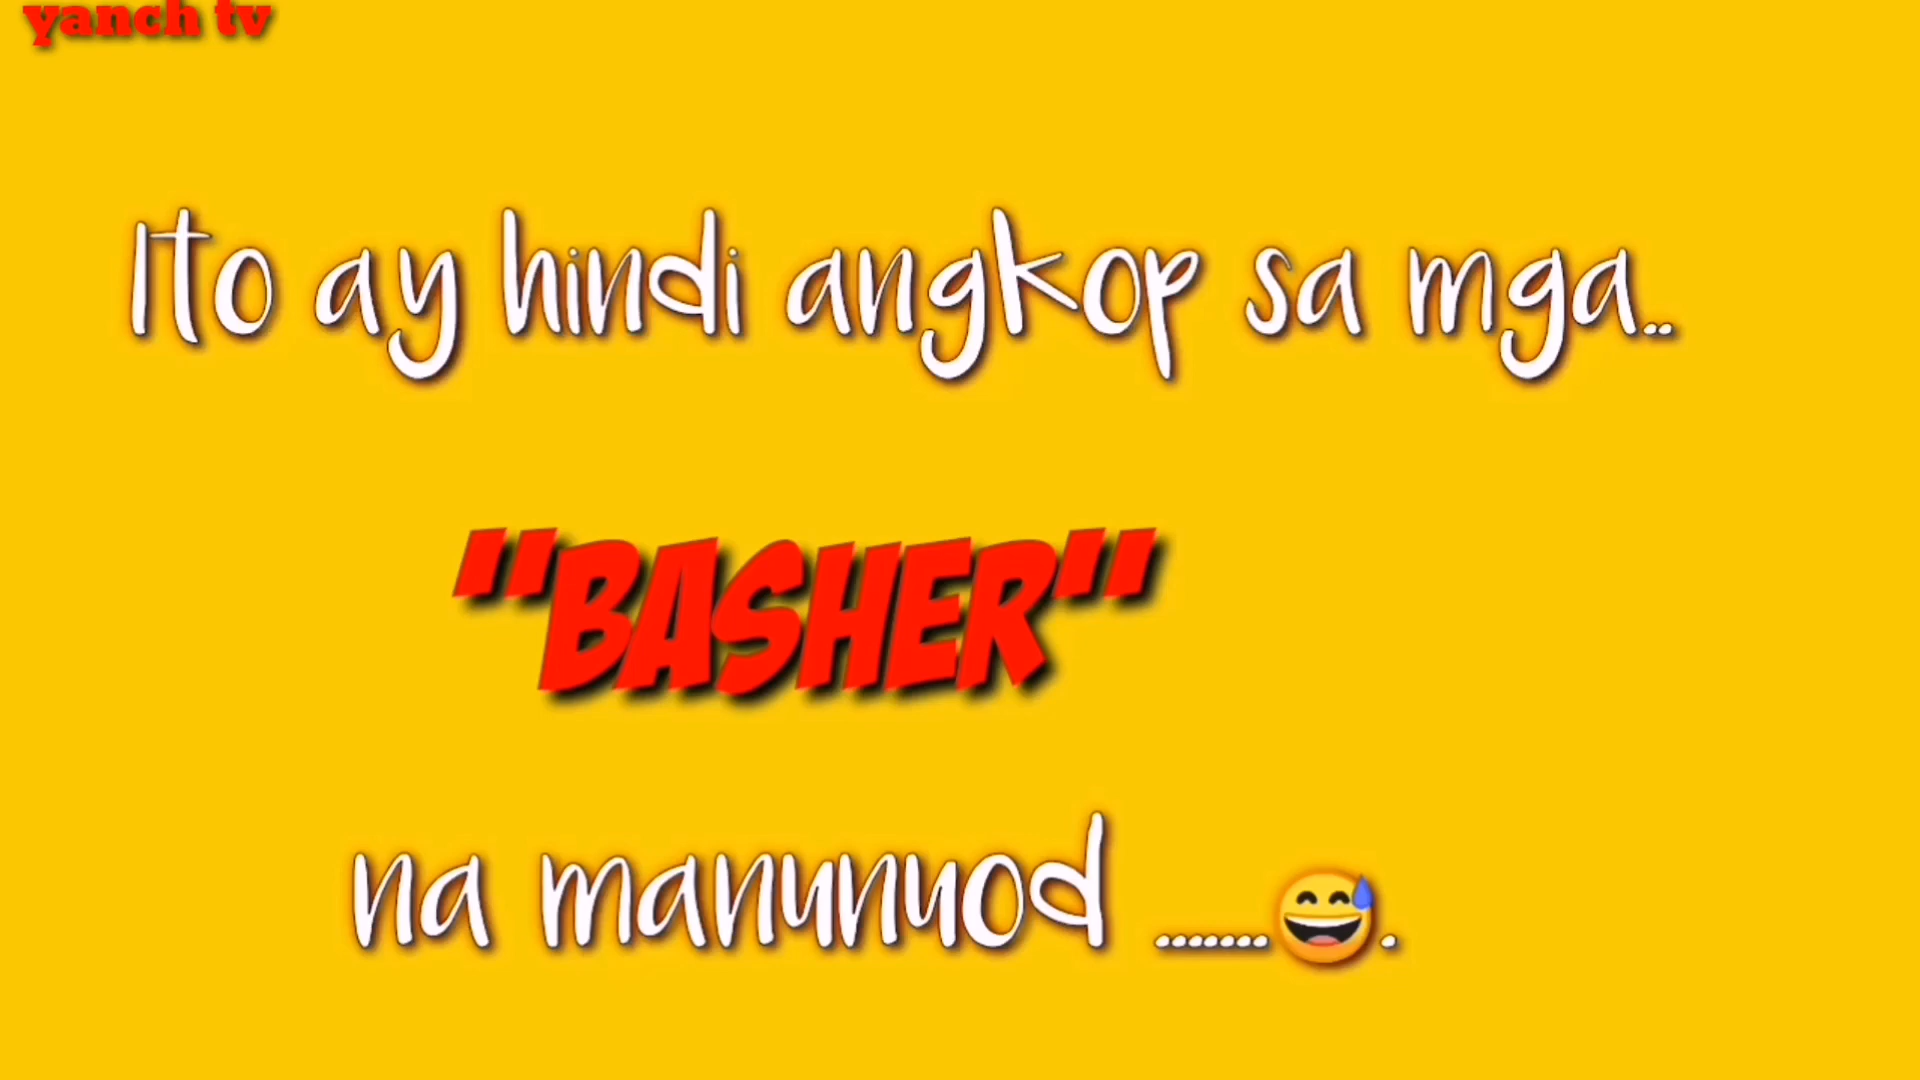 yanch tv
Ito ay hindi angkop sa mga..
"BASHER"
na manunuod .......😅.